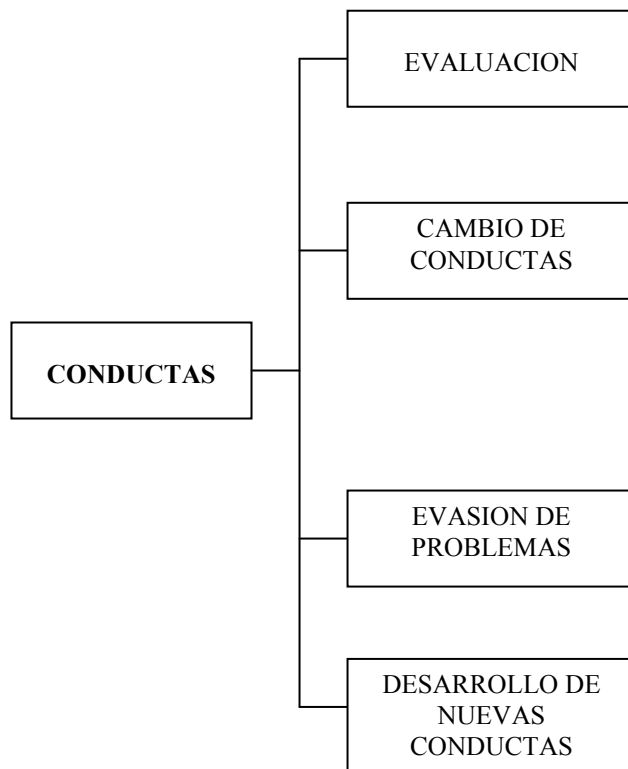 EVALUACION
CAMBIO DE
CONDUCTAS
CONDUCTAS
EVASION DE
PROBLEMAS
DESARROLLO DE
NUEVAS
CONDUCTAS